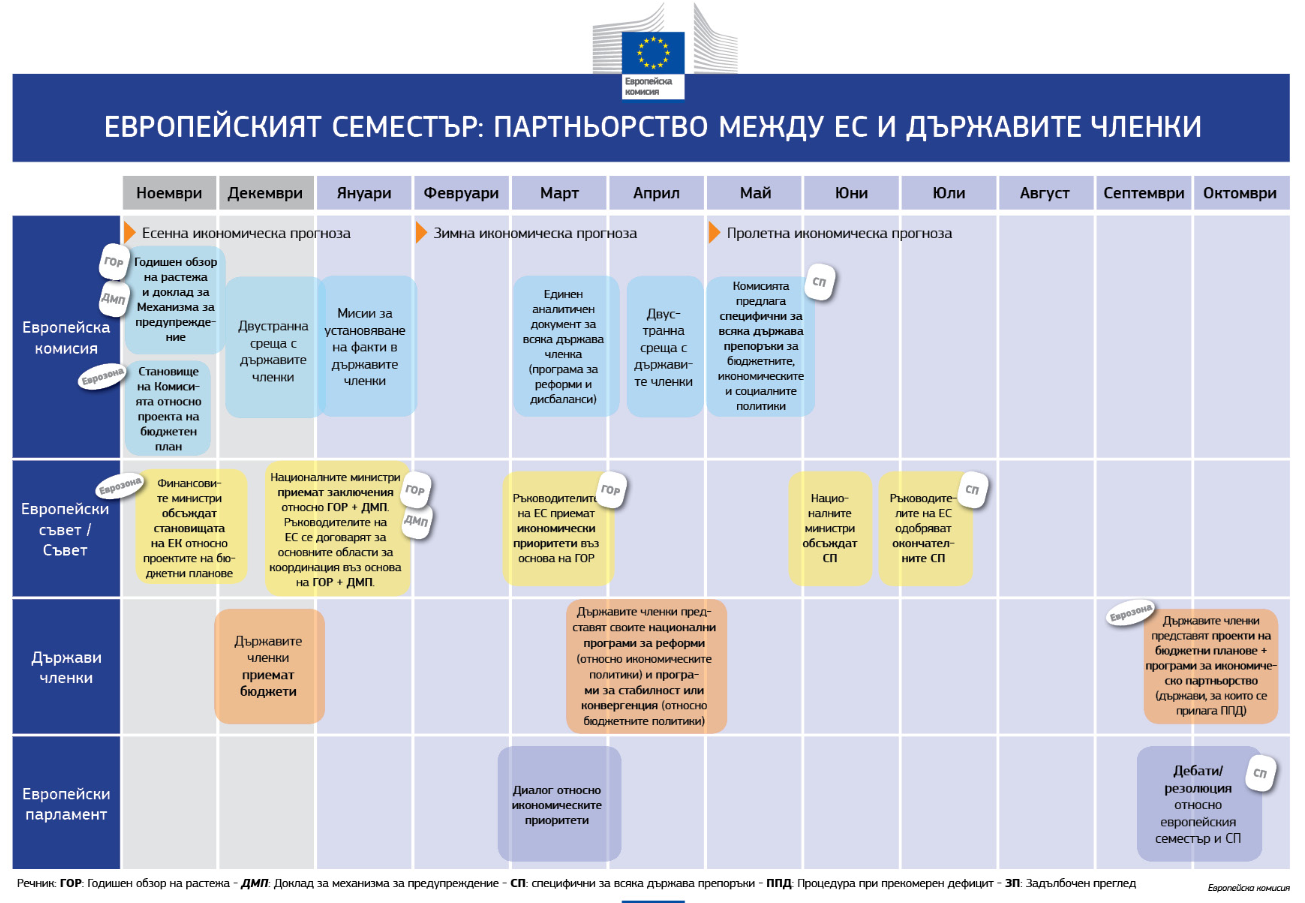 Европейска
комисия
ЕВРОПЕЙСКИЯТ СЕМЕСТЪР: ПАРТНЬОРСТВО МЕЖДУ ЕС И ДЪРЖАВИТЕ ЧЛЕНКИ
Ноември Декември Януари Февруари Март Април Май Юни Юли Август Септември Октомври
Европейска
комисия
Есенна икономическа прогноза
Зимна икономическа прогноза
Пролетна икономическа прогноза
ГОР
ДМП
Годишен обзор
на растежа
и доклад за
Механизма за
предупрежде-
ние
Еврозона
Становище
на Комиси-
ята относно
проекта на
бюджетен
план
Двустранна
среща с
държавите
членки
Мисии за
установяване
на факти в
държавите
членки
Единен
аналитичен
документ за
всяка държава
членка
(програма за
реформи и
дисбаланси)
Двус-
транна
среща с
държави-
те членки
СП
Комисията
предлага
специфични за
всяка държава
препоръки за
бюджетните,
икономическите
и социалните
политики
Европейски
съвет /
Съвет
Еврозона
Финансови-
те министри
обсъждат
становищата
на ЕК относно
проектите на бю-
джетни планове
Националните министри
приемат заключения
относно ГОР + ДМП.
Ръководителите на
ЕС се договарят за
основните области за
координация въз основа
на ГОР + ДМП.
ГОР
ДМП
Ръководителите
на ЕС приемат
икономически
приоритети въз
основа на ГОР
ГОР
Нацио-
налните
министри
обсъждат
СП
Ръководите-
лите на ЕС
одобряват
окончател-
ните СП
СП
Държави
членки
Държавите
членки
приемат
бюджети
Държавите членки пред-
ставят своите национални
програми за реформи
(относно икономическите
политики) и програ-
ми за стабилност или
конвергенция (относно
бюджетните политики)
Еврозона
Държавите членки
представят проекти на
бюджетни планове +
програми за икономиче-
ско партньорство
(държави, за които се
прилага ППД)
Европейски
парламент
Диалог относно
икономическите
приоритети
Дебати/
резолюция
относно
европейския
семестър и СП
СП
Речник: ГОР: Годишен обзор на растежа – ДМП: Доклад за механизма за предупреждение – СП: специфични за всяка държава препоръки – ППД: Процедура при прекомерен дефицит – ЗП: Задълбочен преглед
Европейска комисия